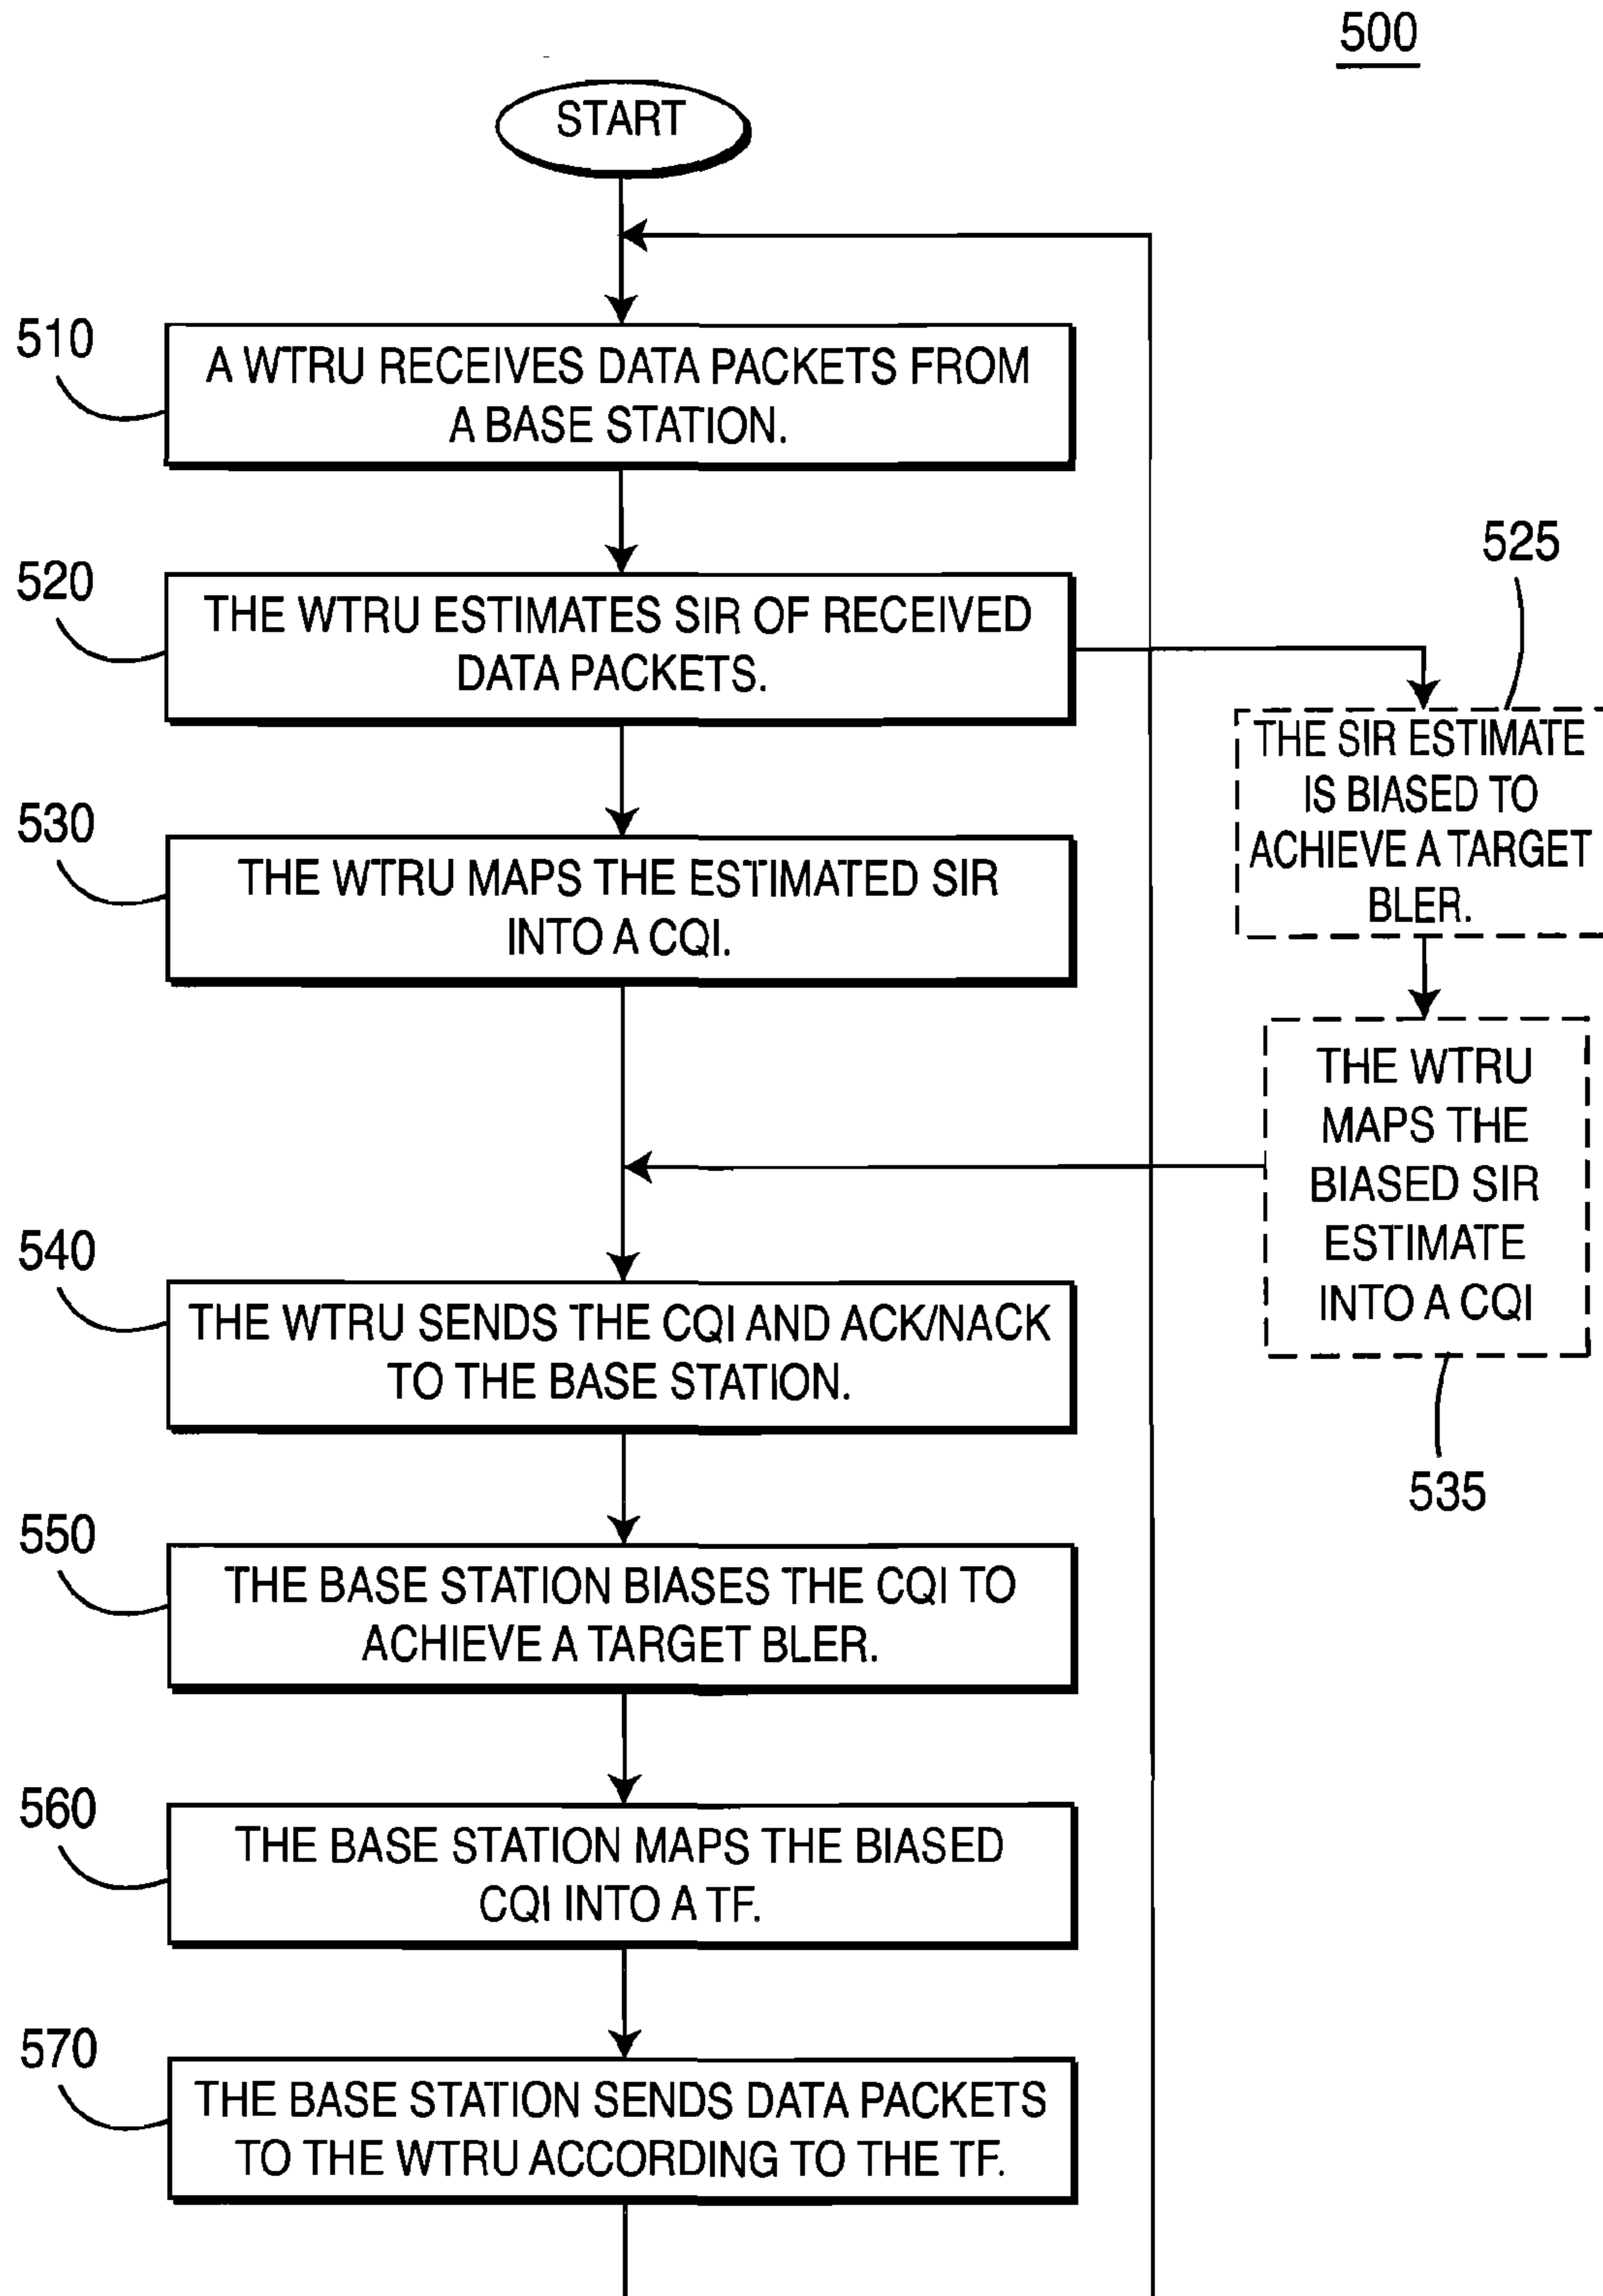 500
START
510
A WTRU RECEIVES DATA PACKETS FROM
A BASE STATION.
520
THE WTRU ESTIMATES SIR OF RECEIVED
DATA PACKETS.
525
THE SIR ESTIMATE
IS BIASED TO
ACHIEVE A TARGET
BLER.
530
THE WTRU MAPS THE ESTIMATED SIR
INTO A CQI.
THE WTRU
MAPS THE
BIASED SIR
ESTIMATE
INTO A CQI
535
540
THE WTRU SENDS THE CQI AND ACK/NACK
TO THE BASE STATION.
550
THE BASE STATION BIASES THE CQI TO
ACHIEVE A TARGET BLER.
560
THE BASE STATION MAPS THE BIASED
CQI INTO A TF.
570
THE BASE STATION SENDS DATA PACKETS
TO THE WTRU ACCORDING TO THE TF.